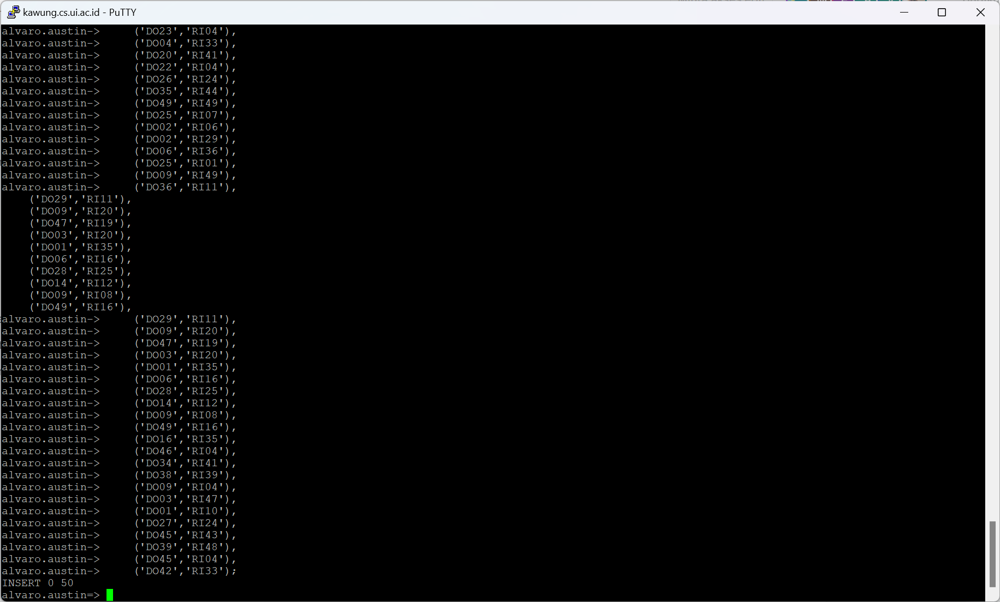 kawung.cs.ui.ac.id - PuTTY
alvaro.austin->     ('DO23','RI04'),
alvaro.austin->     ('DO04','RI33'),
alvaro.austin->     ('DO20','RI41'),
alvaro.austin->     ('DO22','RI04'),
alvaro.austin->     ('DO26','RI24'),
alvaro.austin->     ('DO35','RI44'),
alvaro.austin->     ('DO49','RI49'),
alvaro.austin->     ('DO25','RI07'),
alvaro.austin->     ('DO02','RI06'),
alvaro.austin->     ('DO02','RI29'),
alvaro.austin->     ('DO06','RI36'),
alvaro.austin->     ('DO25','RI01'),
alvaro.austin->     ('DO09','RI49'),
alvaro.austin->     ('DO36','RI11'),
    ('DO29','RI11'),
    ('DO09','RI20'),
    ('DO47','RI19'),
    ('DO03','RI20'),
    ('DO01','RI35'),
    ('DO06','RI16'),
    ('DO28','RI25'),
    ('DO14','RI12'),
    ('DO09','RI08'),
    ('DO49','RI16'),
alvaro.austin->     ('DO29','RI11'),
alvaro.austin->     ('DO09','RI20'),
alvaro.austin->     ('DO47','RI19'),
alvaro.austin->     ('DO03','RI20'),
alvaro.austin->     ('DO01','RI35'),
alvaro.austin->     ('DO06','RI16'),
alvaro.austin->     ('DO28','RI25'),
alvaro.austin->     ('DO14','RI12'),
alvaro.austin->     ('DO09','RI08'),
alvaro.austin->     ('DO49','RI16'),
alvaro.austin->     ('DO16','RI35'),
alvaro.austin->     ('DO46','RI04'),
alvaro.austin->     ('DO34','RI41'),
alvaro.austin->     ('DO38','RI39'),
alvaro.austin->     ('DO09','RI04'),
alvaro.austin->     ('DO03','RI47'),
alvaro.austin->     ('DO01','RI10'),
alvaro.austin->     ('DO27','RI24'),
alvaro.austin->     ('DO45','RI43'),
alvaro.austin->     ('DO39','RI48'),
alvaro.austin->     ('DO45','RI04'),
alvaro.austin->     ('DO42','RI33');
INSERT 0 50
alvaro.austin=>